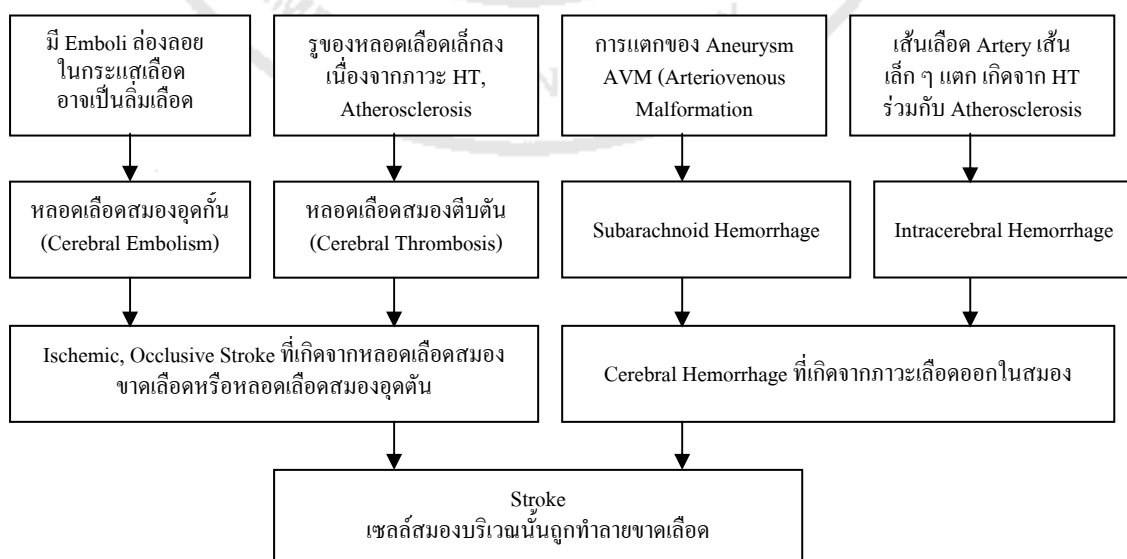 มี Emboli ล่องลอย
ในกระแสเลือด
อาจเป็นลิ่มเลือด
รูของหลอดเลือดเล็กลง
เนื่องจากภาวะ HT,
Atherosclerosis
การแตกของ Aneurysm
AVM (Arteriovenous
Malformation
เส้นเลือด Artery เส้น
เล็ก ๆ แตก เกิดจาก HT
ร่วมกับ Atherosclerosis
หลอดเลือดสมองอุดกั้น
(Cerebral Embolism)
หลอดเลือดสมองตีบตัน
(Cerebral Thrombosis)
Subarachnoid Hemorrhage
Intracerebral Hemorrhage
Ischemic, Occlusive Stroke ที่เกิดจากหลอดเลือดสมอง
ขาดเลือดหรือหลอดเลือดสมองอุดตัน
Cerebral Hemorrhage ที่เกิดจากภาวะเลือดออกในสมอง
Stroke
เซลล์สมองบริเวณนั้นถูกทำลายขาดเลือด